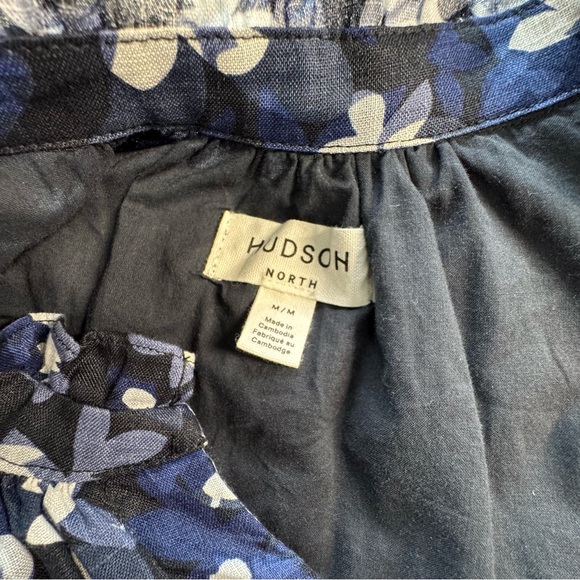 HUDSON
NORTH
M/M
Made in
Cambodia
Fabriqué au
Cambodge